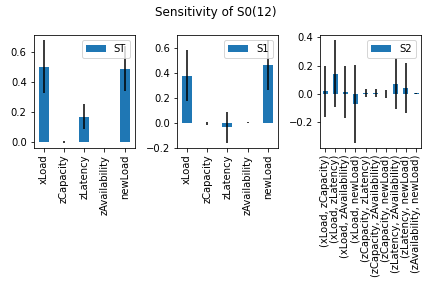 Sensitivity of S0(12)
ST
0.6
0.4
0.2
0.0
xLoad
zCapacity
zLatency
zAvailability
newLoad
S1
0.6
0.4
0.2
0.0
−0.2
xLoad
zCapacity
zLatency
zAvailability
newLoad
S2
0.4
0.2
0.0
−0.2
(xLoad, zCapacity)
(xLoad, zLatency)
(xLoad, zAvailability)
(xLoad, newLoad)
(zCapacity, zLatency)
(zCapacity, zAvailability)
(zCapacity, newLoad)
(zLatency, zAvailability)
(zLatency, newLoad)
(zAvailability, newLoad)